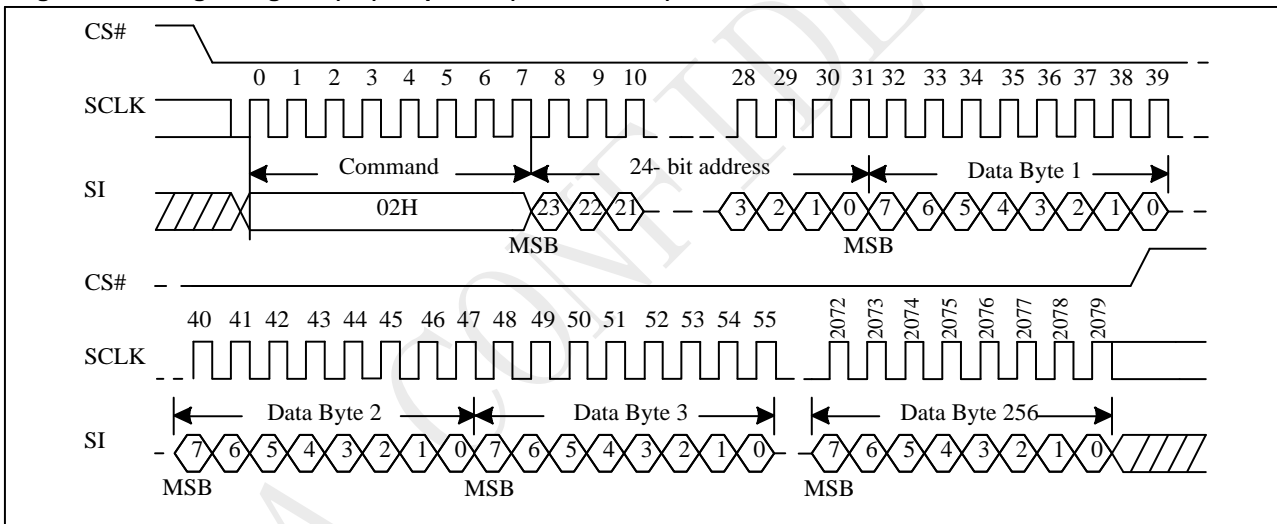 CS#
0 1 2 3 4 5 6 7 8 9 10 28 29 30 31 32 33 34 35 36 37 38 39
SCLK
Command 24- bit address Data Byte 1
SI
02H 23 22 21 3 2 1 0 7 6 5 4 3 2 1 0
MSB MSB
CS#
40 41 42 43 44 45 46 47 48 49 50 51 52 53 54 55 2072 2073 2074 2075 2076 2077 2078 2079
SCLK
Data Byte 2 Data Byte 3 Data Byte 256
SI
7 6 5 4 3 2 1 0 7 6 5 4 3 2 1 0 7 6 5 4 3 2 1 0
MSB MSB MSB